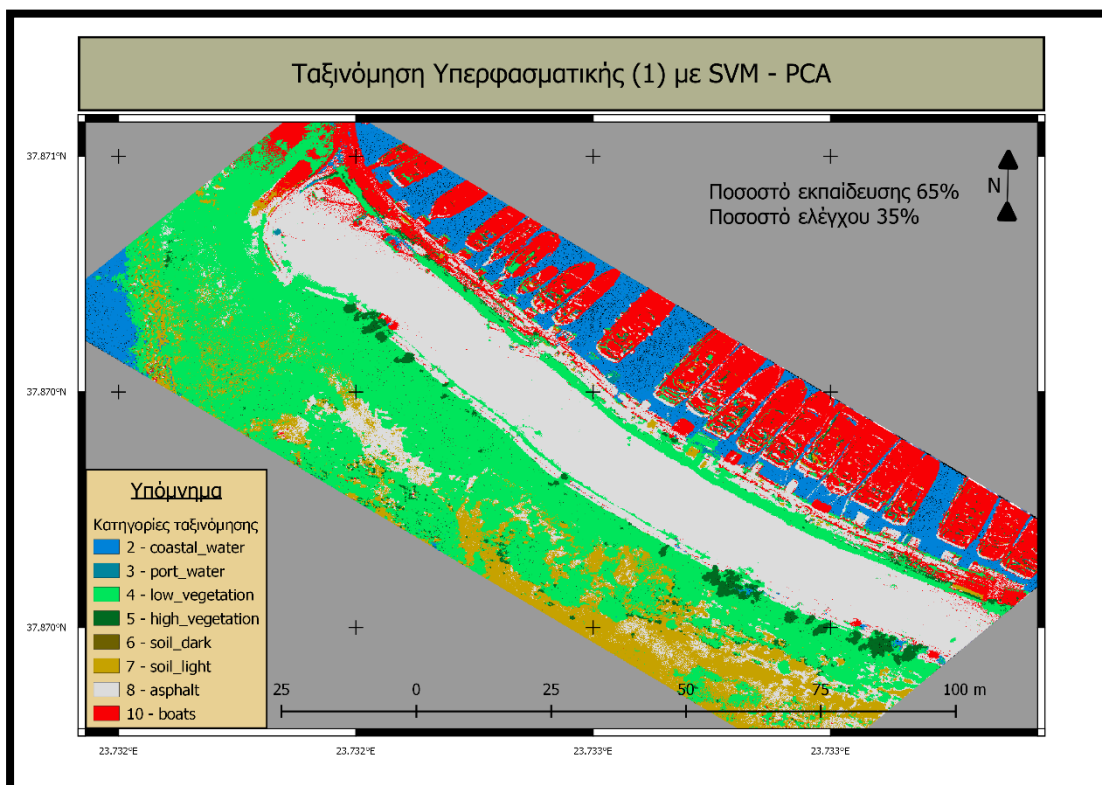 Ταξινόμηση Υπερφασματικής (1) με SVM - PCA
37.871°N
Ποσοστό εκπαίδευσης 65%
Ποσοστό ελέγχου 35%
N
37.870°N
Υπόμνημα
Κατηγορίες ταξινόμησης
2 - coastal_water
3 - port_water
4 - low_vegetation
5 - high_vegetation
6 - soil_dark
7 - soil_light
8 - asphalt
10 - boats
37.870°N
25 0 25 50 75 100 m
23.732°E 23.732°E 23.733°E 23.733°E